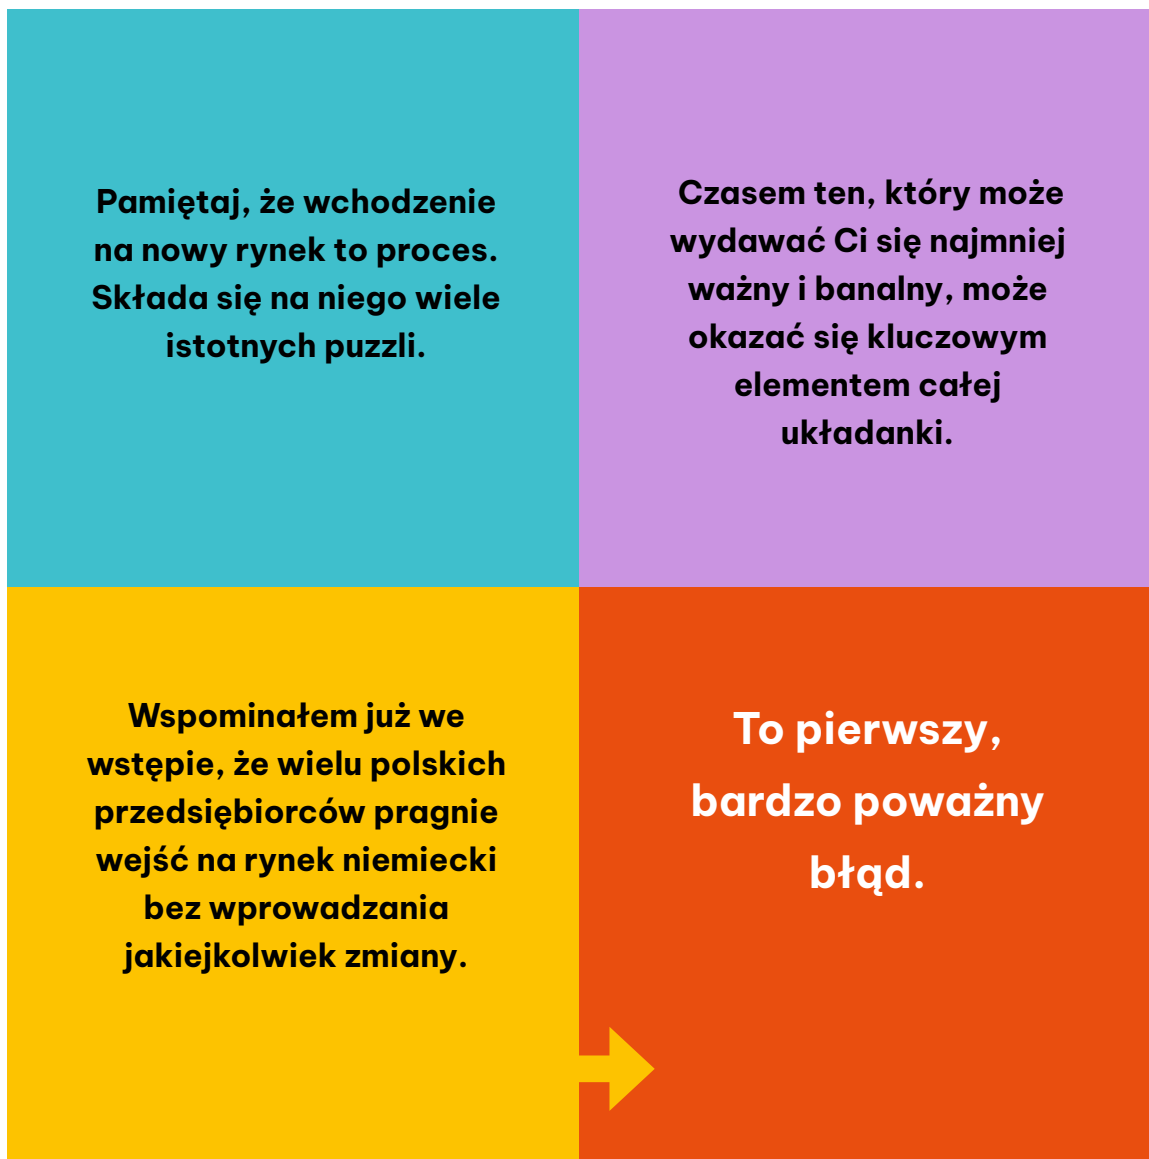 Pamiętaj, że wchodzenie
na nowy rynek to proces.
Składa się na niego wiele
istotnych puzzli.
Czasem ten, który może
wydawać Ci się najmniej
ważny i banalny, może
okazać się kluczowym
elementem całej
układanki.
Wspominałem już we
wstępie, że wielu polskich
przedsiębiorców pragnie
wejść na rynek niemiecki
bez wprowadzania
jakiejkolwiek zmiany.
To pierwszy,
bardzo poważny
błąd.